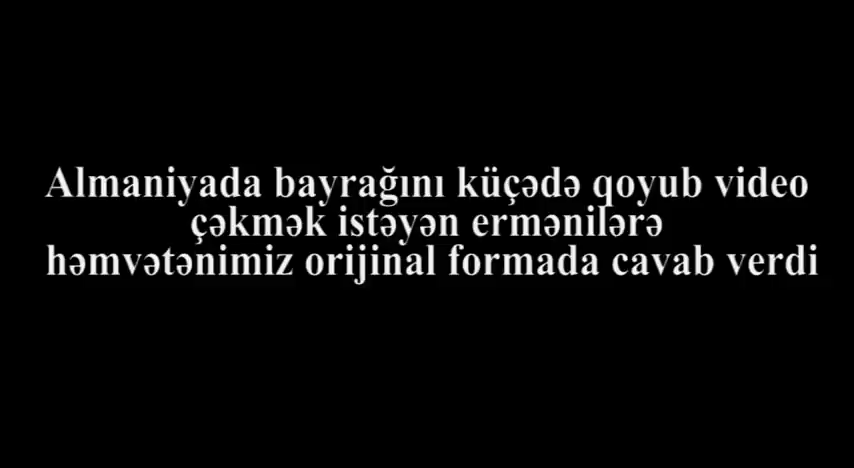 Almaniyada bayrağını küçədə qoyub video
çəkmək istəyən ermənilərə
həmvətənimiz orijinal formada cavab verdi